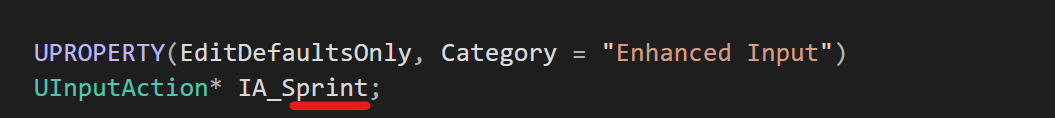 UPROPERTY(EditDefaultsOnly, Category = "Enhanced Input")
UInputAction* IA_Sprint;